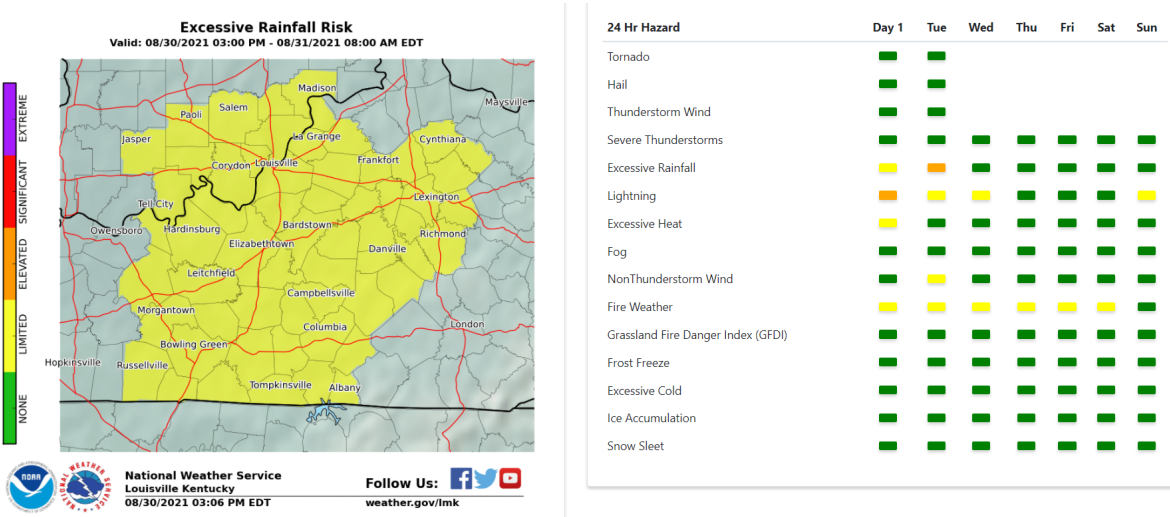 Excessive Rainfall Risk
Valid: 08/30/2021 03:00 PM - 08/31/2021 08:00 AM EDT
EXTREME
SIGNIFICANT
ELEVATED
LIMITED
NONE
Madison
Maysville
Salem
Paoli
La Grange
Jasper
Cynthiana
Frankfort
Corydon
Louisville
Lexington
Tell City
Owensboro
Hardinsburg
Bardstown
Richmond
Elizabethtown
Danville
Leitchfield
Campbellsville
Morgantown
Columbia
London
Bowling Green
Hopkinsville
Russellville
Tompkinsville
Albany
NOAA
NATIONAL WEATHER SERVICE
National Weather Service
Louisville Kentucky
08/30/2021 03:06 PM EDT
Follow Us:
weather.gov/lmk
24 Hr Hazard Day 1 Tue Wed Thu Fri Sat Sun
Tornado
Hail
Thunderstorm Wind
Severe Thunderstorms
Excessive Rainfall
Lightning
Excessive Heat
Fog
NonThunderstorm Wind
Fire Weather
Grassland Fire Danger Index (GFDI)
Frost Freeze
Excessive Cold
Ice Accumulation
Snow Sleet